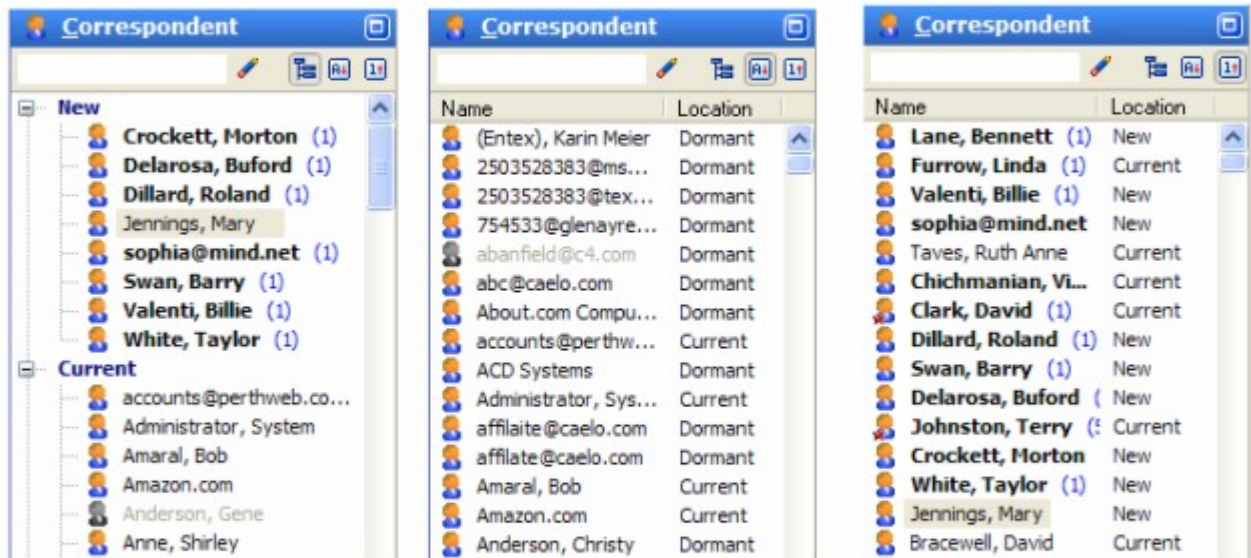 Correspondent
New
Crockett, Morton (1)
Delarosa, Buford (1)
Dillard, Roland (1)
Jennings, Mary
sophia@mind.net (1)
Swan, Barry (1)
Valenti, Billie (1)
White, Taylor (1)
Current
accounts@perthweb.co...
Administrator, System
Amaral, Bob
Amazon.com
Anderson, Gene
Anne, Shirley
Correspondent
Name Location
(Entex), Karin Meier Dormant
2503528383@ms... Dormant
2503528383@tex... Dormant
754533@glenayre... Dormant
abanfield@c4.com Dormant
abc@caelo.com Dormant
About.com Compu... Dormant
accounts@perthw... Current
ACD Systems Dormant
Administrator, Sys... Current
affilaite@caelo.com Dormant
affilate@caelo.com Dormant
Amaral, Bob Current
Amazon.com Current
Anderson, Christy Dormant
Correspondent
Name Location
Lane, Bennett (1) New
Furrow, Linda (1) Current
Valenti, Billie (1) New
sophia@mind.net New
Taves, Ruth Anne Current
Chichmanian, Vi... Current
Clark, David (1) Current
Dillard, Roland (1) New
Swan, Barry (1) New
Delarosa, Buford ( New
Johnston, Terry (5 Current
Crockett, Morton New
White, Taylor (1) New
Jennings, Mary New
Bracewell, David Current